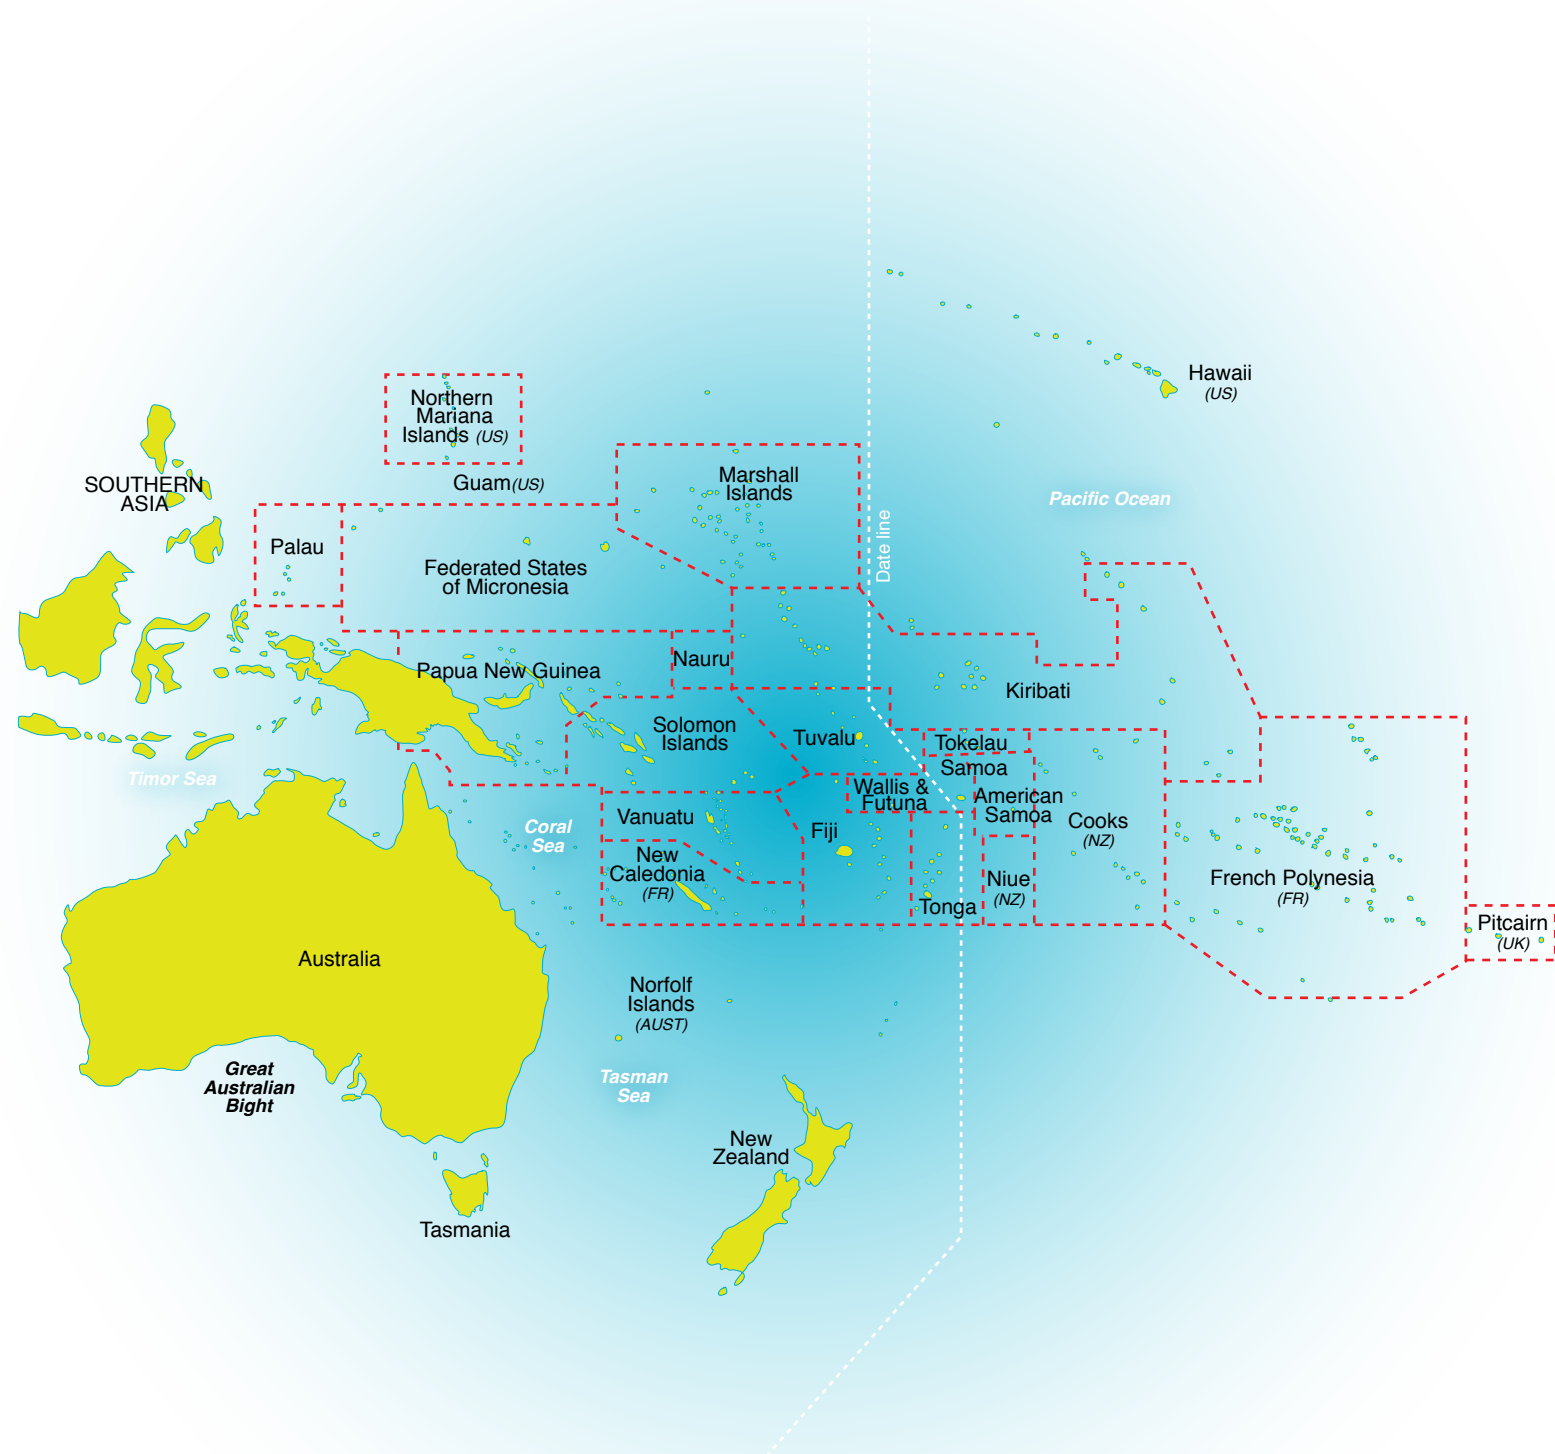 Hawaii
(US)
Northern
Mariana
Islands (US)
Guam(US)
SOUTHERN
ASIA
Marshall
Islands
Pacific Ocean
Date line
Palau
Federated States
of Micronesia
Papua New Guinea
Nauru
Kiribati
Solomon
Islands
Tuvalu
Tokelau
Samoa
Timor Sea
Wallis &
Futuna
American
Samoa
Coral
Sea
Vanuatu
Fiji
Cooks
(NZ)
New
Caledonia
(FR)
Niue
(NZ)
Tonga
French Polynesia
(FR)
Pitcairn
(UK)
Australia
Norfolf
Islands
(AUST)
Great
Australian
Bight
Tasman
Sea
New
Zealand
Tasmania